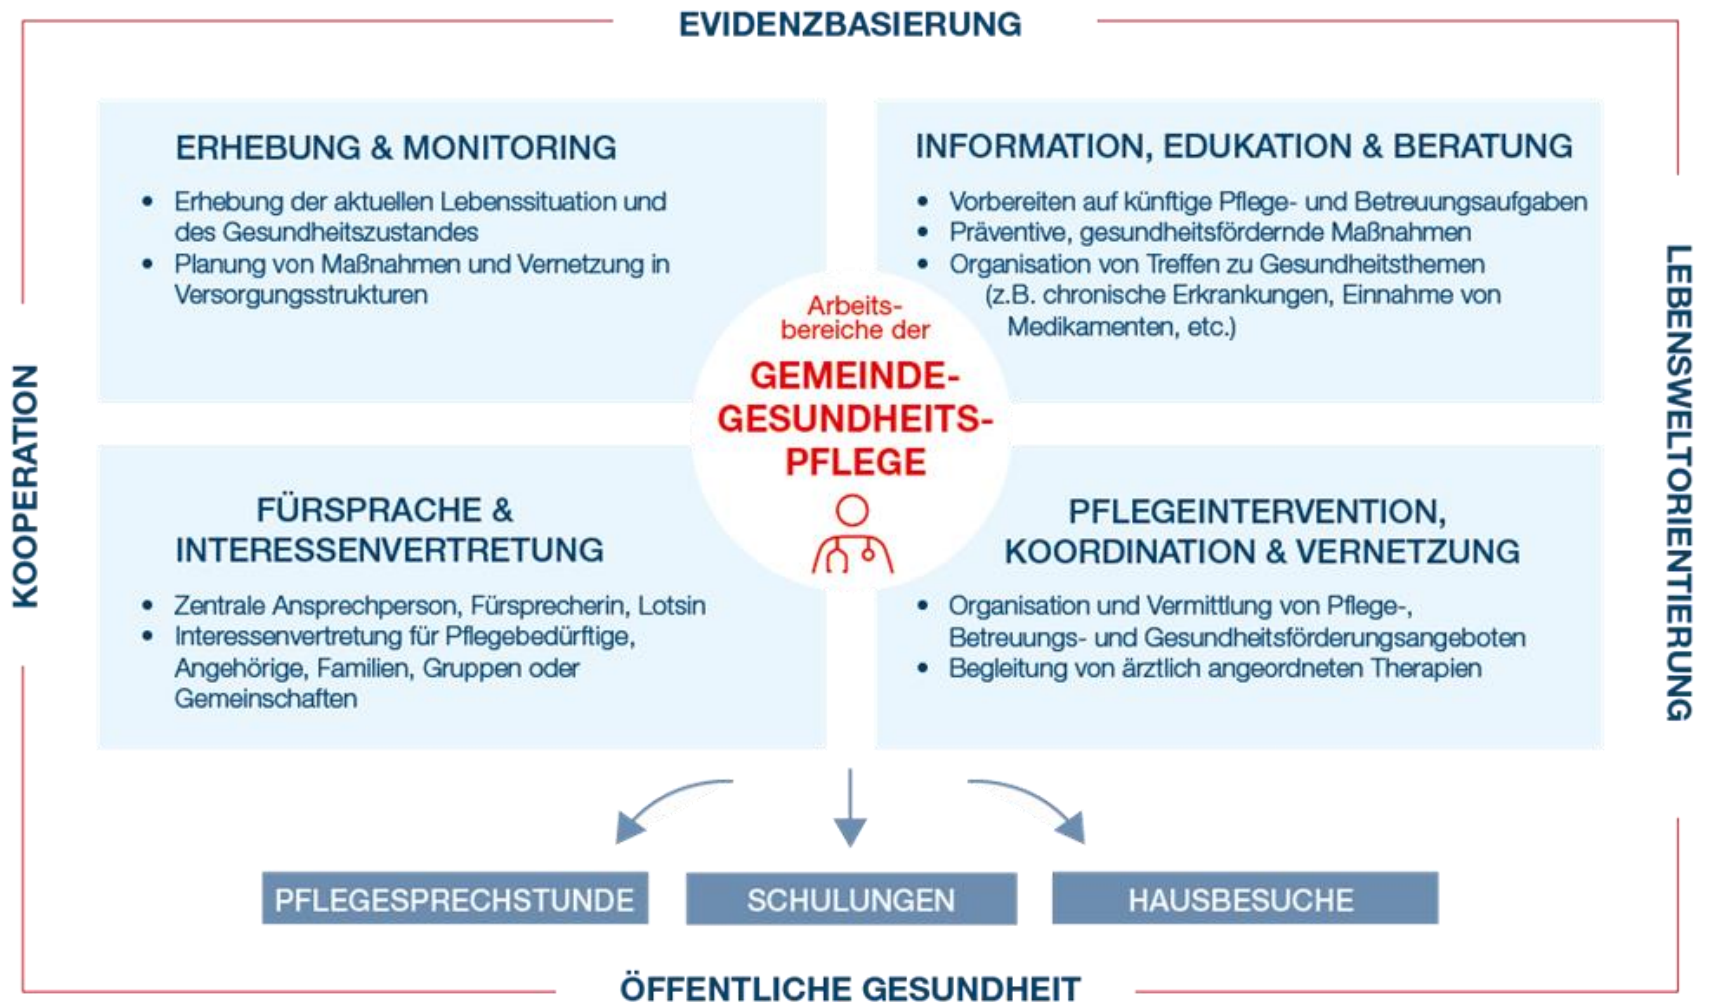 EVIDENZBASIERUNG
ERHEBUNG & MONITORING
• Erhebung der aktuellen Lebenssituation und
des Gesundheitszustandes
• Planung von Maßnahmen und Vernetzung in
Versorgungsstrukturen
INFORMATION, EDUKATION & BERATUNG
• Vorbereiten auf künftige Pflege- und Betreuungsaufgaben
• Präventive, gesundheitsfördernde Maßnahmen
• Organisation von Treffen zu Gesundheitsthemen
(z.B. chronische Erkrankungen, Einnahme von
Medikamenten, etc.)
Arbeits-
bereiche der
GEMEINDE-
GESUNDHEITS-
PFLEGE
KOOPERATION
LEBENSWELTORIENTIERUNG
FÜRSPRACHE &
INTERESSENVERTRETUNG
• Zentrale Ansprechperson, Fürsprecherin, Lotsin
• Interessenvertretung für Pflegebedürftige,
Angehörige, Familien, Gruppen oder
Gemeinschaften
PFLEGEINTERVENTION,
KOORDINATION & VERNETZUNG
• Organisation und Vermittlung von Pflege-,
Betreuungs- und Gesundheitsförderungsangeboten
• Begleitung von ärztlich angeordneten Therapien
PFLEGESPRECHSTUNDE
SCHULUNGEN
HAUSBESUCHE
ÖFFENTLICHE GESUNDHEIT